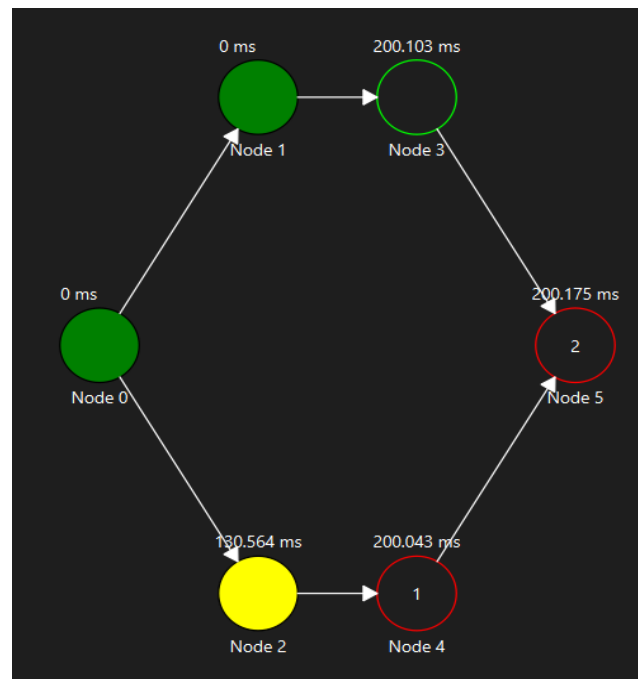 0 ms
200.103 ms
Node 1
Node 3
0 ms
200.175 ms
2
Node 0
Node 5
130.564 ms
200.043 ms
1
Node 2
Node 4